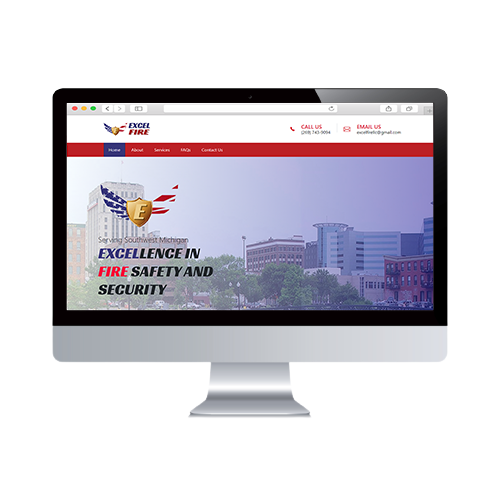 EXCEL
FIRE
CALL US
(269) 743-9094
EMAIL US
excelfirellc@gmail.com
Home About Services FAQs Contact Us
E
Serving Southwest Michigan
EXCELLENCE IN
FIRE SAFETY AND
SECURITY